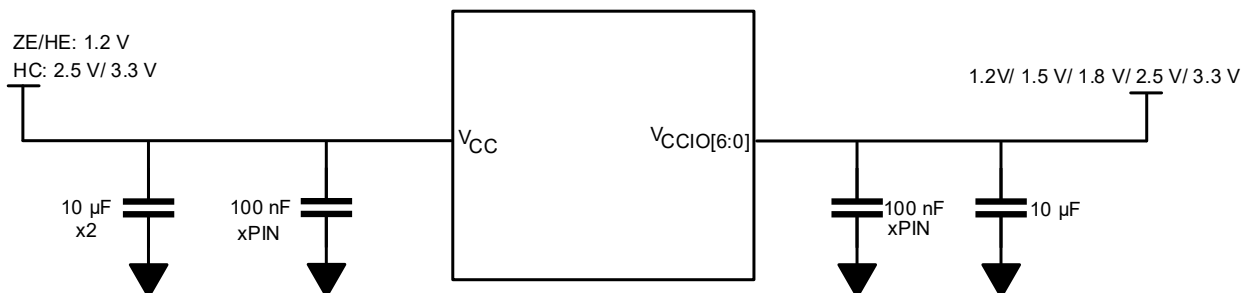 ZE/HE: 1.2 V
HC: 2.5 V/ 3.3 V
1.2V/ 1.5 V/ 1.8 V/ 2.5 V/ 3.3 V
VCC
VCCIO[6:0]
10 µF
x2
100 nF
xPIN
100 nF
xPIN
10 µF